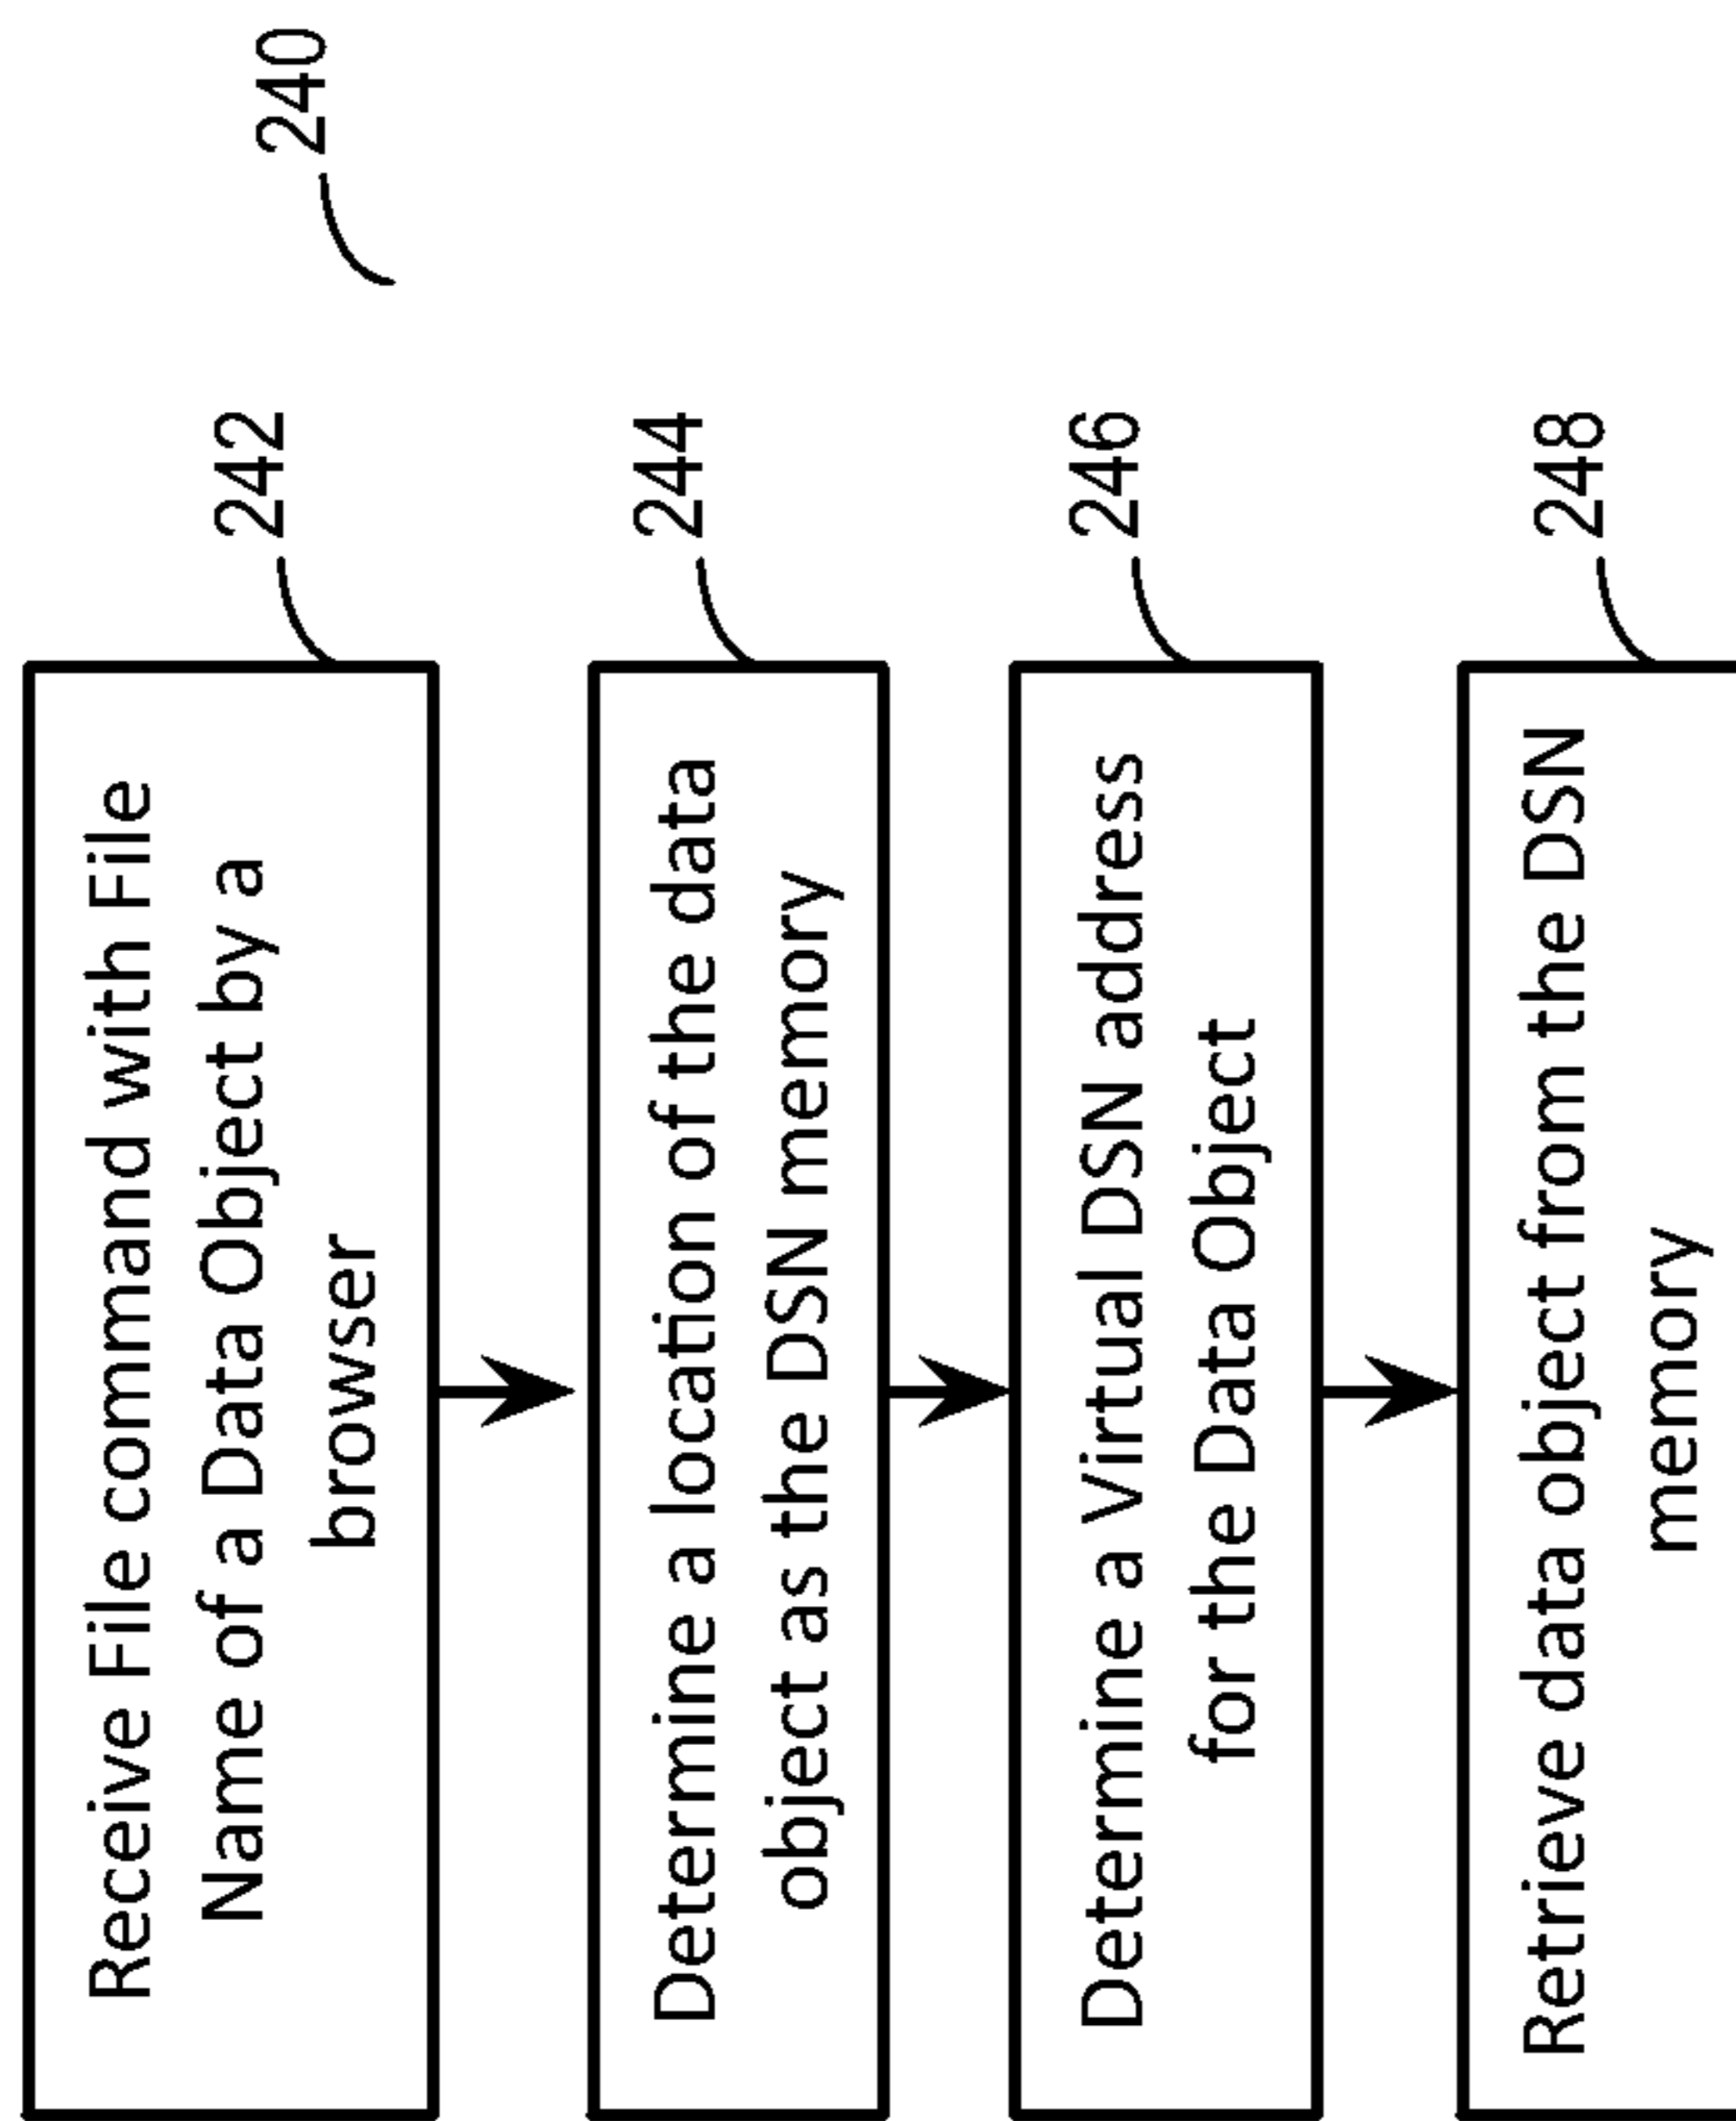 240
242
Receive File command with File
Name of a Data Object by a
browser
244
Determine a location of the data
object as the DSN memory
246
Determine a Virtual DSN address
for the Data Object
248
Retrieve data object from the DSN
memory